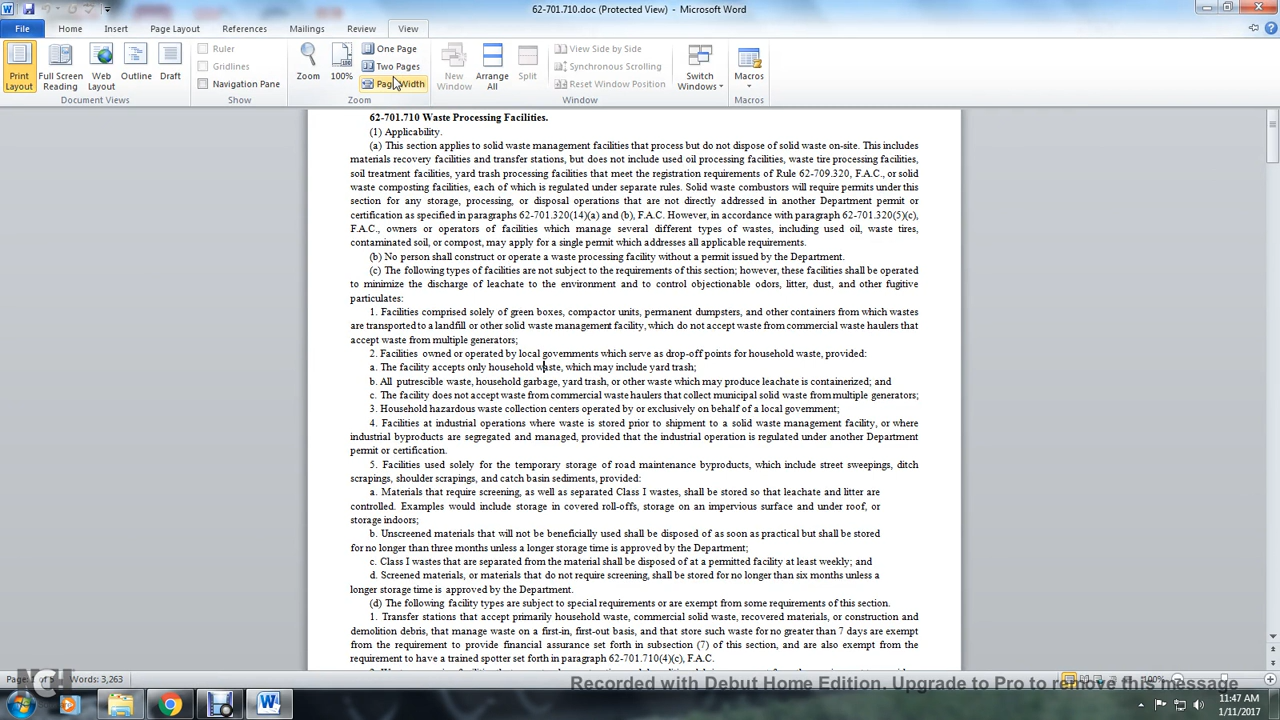 62-701.710.doc (Protected View) - Microsoft Word
File Home Insert Page Layout References Mailings Review View
Print Layout
Full Screen Reading
Web Layout
Outline
Draft
Document Views
Ruler
Gridlines
Navigation Pane
Show
Zoom
100%
One Page
Two Pages
Page Width
Zoom
New Window
Arrange All
Split
View Side by Side
Synchronous Scrolling
Reset Window Position
Window
Switch Windows
Macros
Macros
62-701.710 Waste Processing Facilities.
(1) Applicability.
(a) This section applies to solid waste management facilities that process but do not dispose of solid waste on-site. This includes
materials recovery facilities and transfer stations, but does not include used oil processing facilities, waste tire processing facilities,
soil treatment facilities, yard trash processing facilities that meet the registration requirements of Rule 62-709.320, F.A.C., or solid
waste composting facilities, each of which is regulated under separate rules. Solid waste combustors will require permits under this
section for any storage, processing, or disposal operations that are not directly addressed in another Department permit or
certification as specified in paragraphs 62-701.320(14)(a) and (b), F.A.C. However, in accordance with paragraph 62-701.320(5)(c),
F.A.C., owners or operators of facilities which manage several different types of wastes, including used oil, waste tires,
contaminated soil, or compost, may apply for a single permit which addresses all applicable requirements.
(b) No person shall construct or operate a waste processing facility without a permit issued by the Department.
(c) The following types of facilities are not subject to the requirements of this section; however, these facilities shall be operated
to minimize the discharge of leachate to the environment and to control objectionable odors, litter, dust, and other fugitive
particulates:
1. Facilities comprised solely of green boxes, compactor units, permanent dumpsters, and other containers from which wastes
are transported to a landfill or other solid waste management facility, which do not accept waste from commercial waste haulers that
accept waste from multiple generators;
2. Facilities owned or operated by local governments which serve as drop-off points for household waste, provided:
a. The facility accepts only household waste, which may include yard trash;
b. All putrescible waste, household garbage, yard trash, or other waste which may produce leachate is containerized; and
c. The facility does not accept waste from commercial waste haulers that collect municipal solid waste from multiple generators;
3. Household hazardous waste collection centers operated by or exclusively on behalf of a local government;
4. Facilities at industrial operations where waste is stored prior to shipment to a solid waste management facility, or where
industrial byproducts are segregated and managed, provided that the industrial operation is regulated under another Department
permit or certification.
5. Facilities used solely for the temporary storage of road maintenance byproducts, which include street sweepings, ditch
scrapings, shoulder scrapings, and catch basin sediments, provided:
a. Materials that require screening, as well as separated Class I wastes, shall be stored so that leachate and litter are
controlled. Examples would include storage in covered roll-offs, storage on an impervious surface and under roof, or
storage indoors;
b. Unscreened materials that will not be beneficially used shall be disposed of as soon as practical but shall be stored
for no longer than three months unless a longer storage time is approved by the Department;
c. Class I wastes that are separated from the material shall be disposed of at a permitted facility at least weekly; and
d. Screened materials, or materials that do not require screening, shall be stored for no longer than six months unless a
longer storage time is approved by the Department.
(d) The following facility types are subject to special requirements or are exempt from some requirements of this section.
1. Transfer stations that accept primarily household waste, commercial solid waste, recovered materials, or construction and
demolition debris, that manage waste on a first-in, first-out basis, and that store such waste for no greater than 7 days are exempt
from the requirement to provide financial assurance set forth in subsection (7) of this section, and are also exempt from the
requirement to have a trained spotter set forth in paragraph 62-701.710(4)(c), F.A.C.
Words: 3,263
100%
NCH
Recorded with Debut Home Edition. Upgrade to Pro to remove this message
11:47 AM
1/11/2017